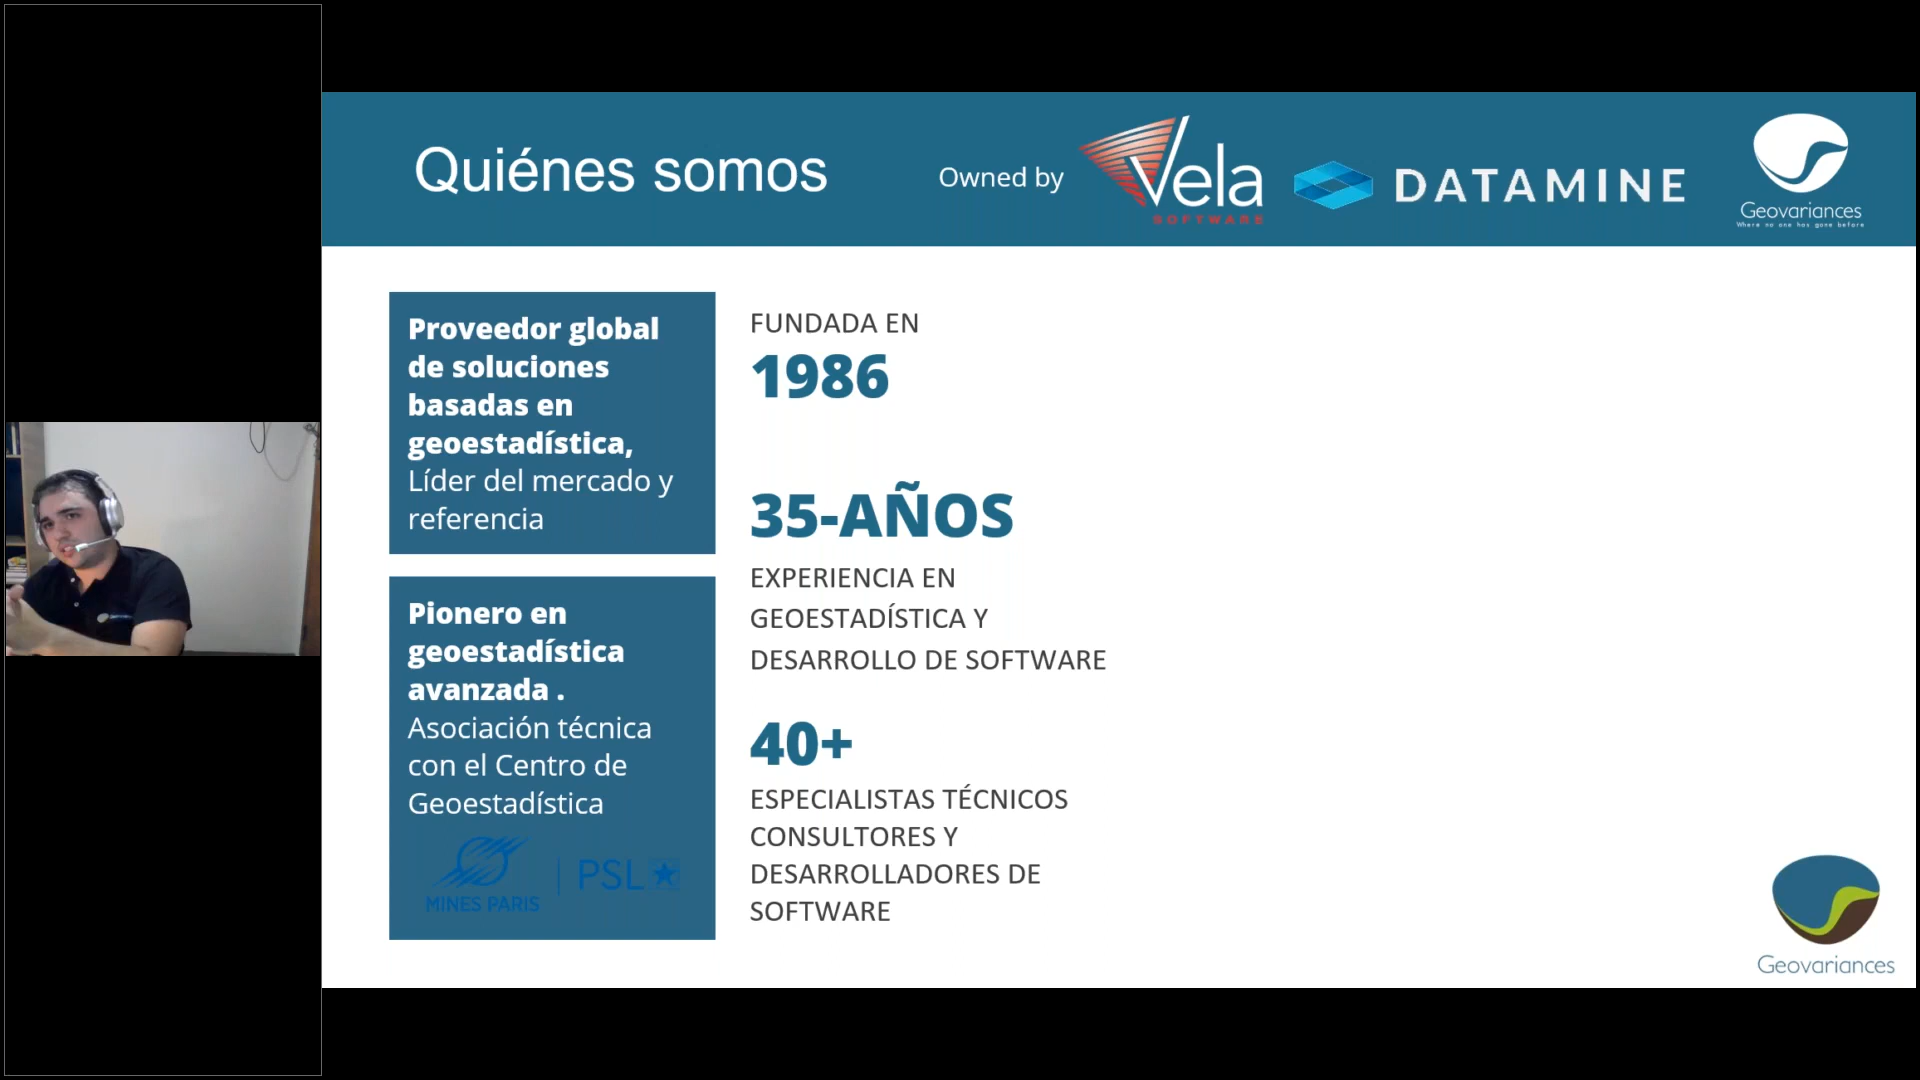 Quiénes somos
Owned by
Vela
SOFTWARE
DATAMINE
Geovariances
Where no one has gone before
Proveedor global
de soluciones
basadas en
geoestadística,
Líder del mercado y
referencia
Pionero en
geoestadística
avanzada .
Asociación técnica
con el Centro de
Geoestadística
MINES PARIS
PSL
FUNDADA EN
1986
35-AÑOS
EXPERIENCIA EN
GEOESTADÍSTICA Y
DESARROLLO DE SOFTWARE
40+
ESPECIALISTAS TÉCNICOS
CONSULTORES Y
DESARROLLADORES DE
SOFTWARE
Geovariances